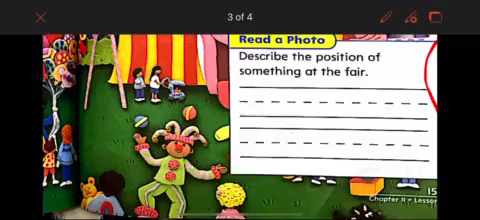 3 of 4
Read a Photo
Describe the position of
something at the fair.
15
Chapter 11 • Lesson